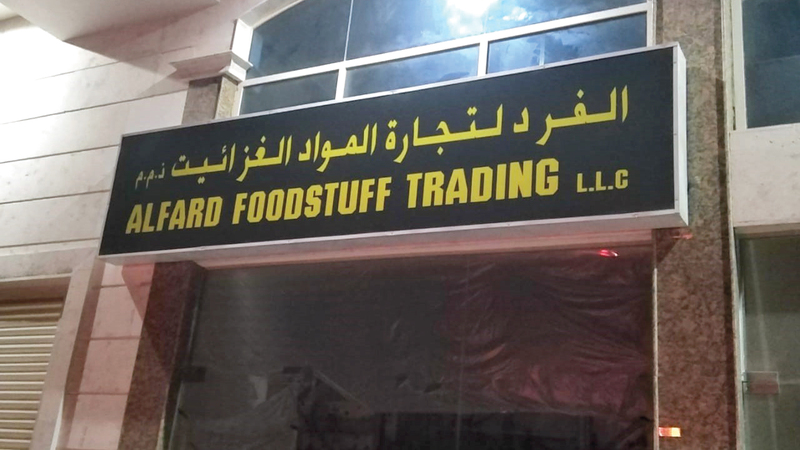 الفرد لتجارة المواد الغزائيت ذ.م.م
ALFARD FOODSTUFF TRADING L.L.C